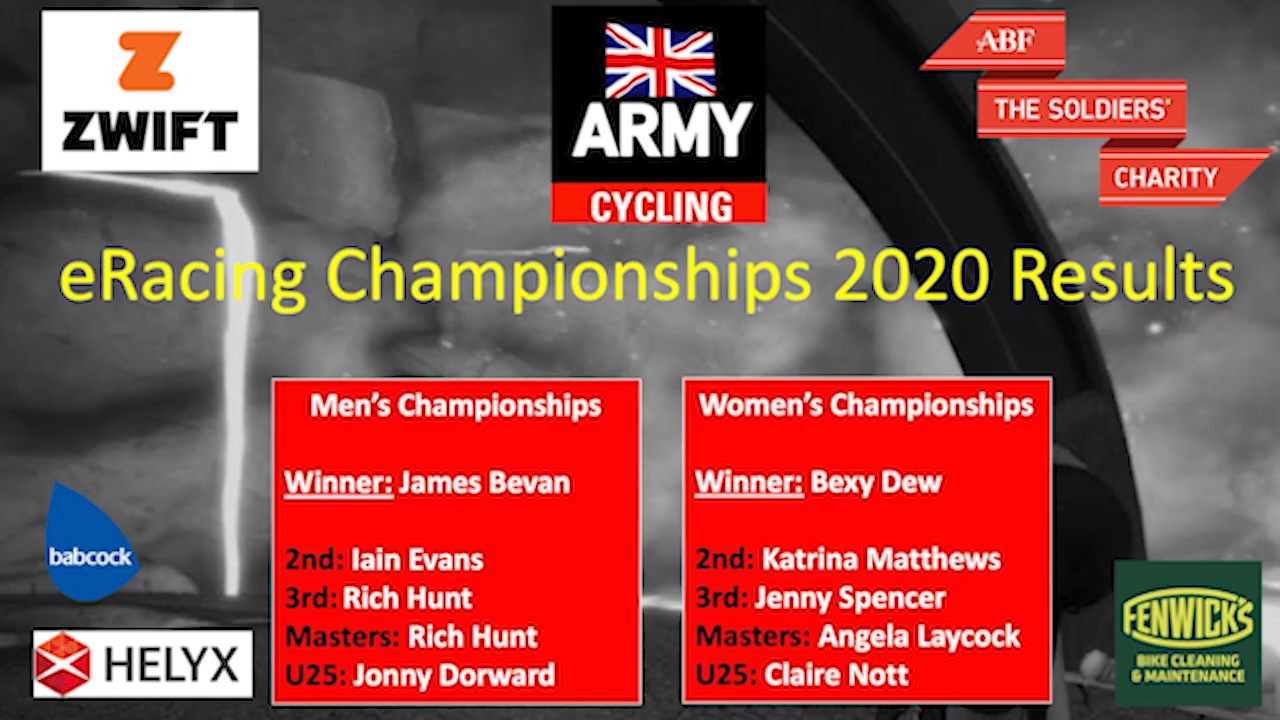 ZWIFT
ARMY
CYCLING
ABF
THE SOLDIERS'
CHARITY
eRacing Championships 2020 Results
Men's Championships
Winner: James Bevan
2nd: Iain Evans
3rd: Rich Hunt
Masters: Rich Hunt
U25: Jonny Dorward
Women's Championships
Winner: Bexy Dew
2nd: Katrina Matthews
3rd: Jenny Spencer
Masters: Angela Laycock
U25: Claire Nott
babcock
HELYX
FENWICK'S
BIKE CLEANING
& MAINTENANCE